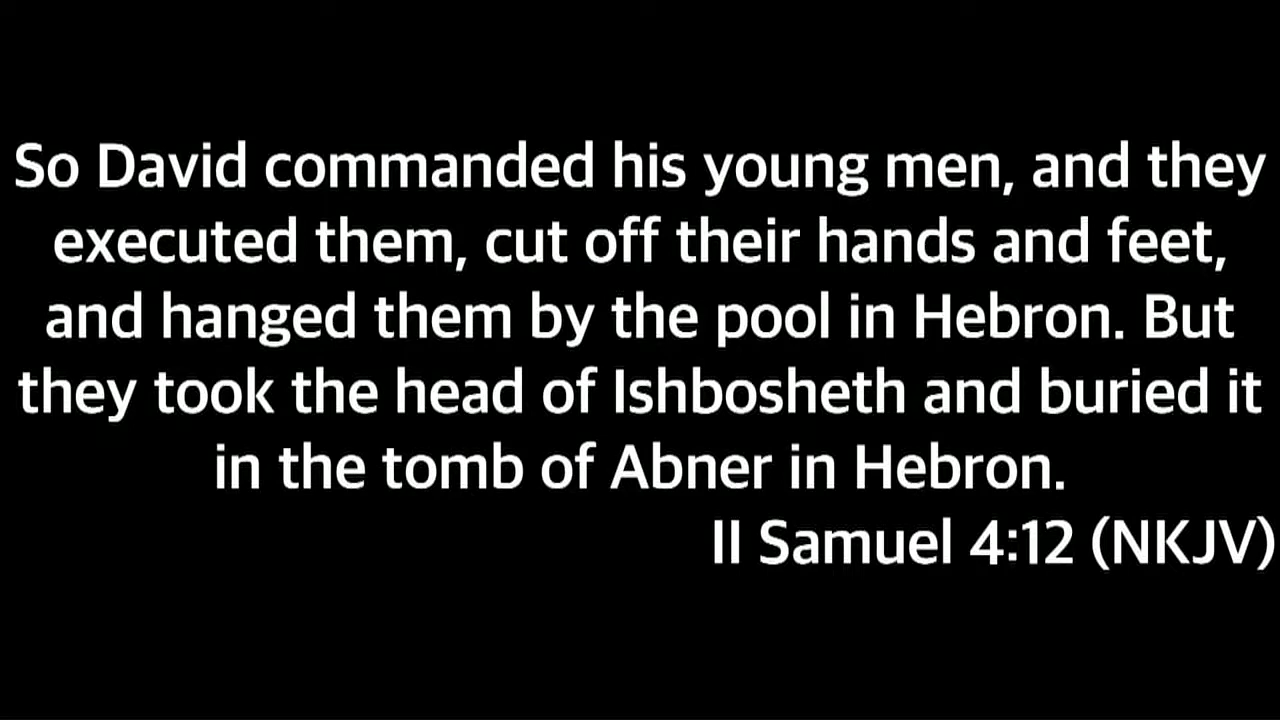 So David commanded his young men, and they
executed them, cut off their hands and feet,
and hanged them by the pool in Hebron. But
they took the head of Ishbosheth and buried it
in the tomb of Abner in Hebron.
II Samuel 4:12 (NKJV)